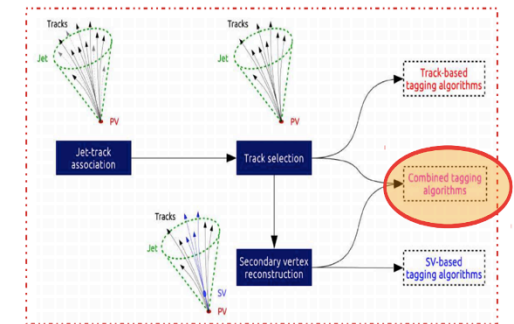 Tracks
Jet
PV
Tracks
Jet
PV
Track-based
tagging algorithms
Jet-track
association
Track selection
Combined tagging
algorithms
Tracks
Jet
SV
PV
Secondary vertex
reconstruction
SV-based
tagging algorithms